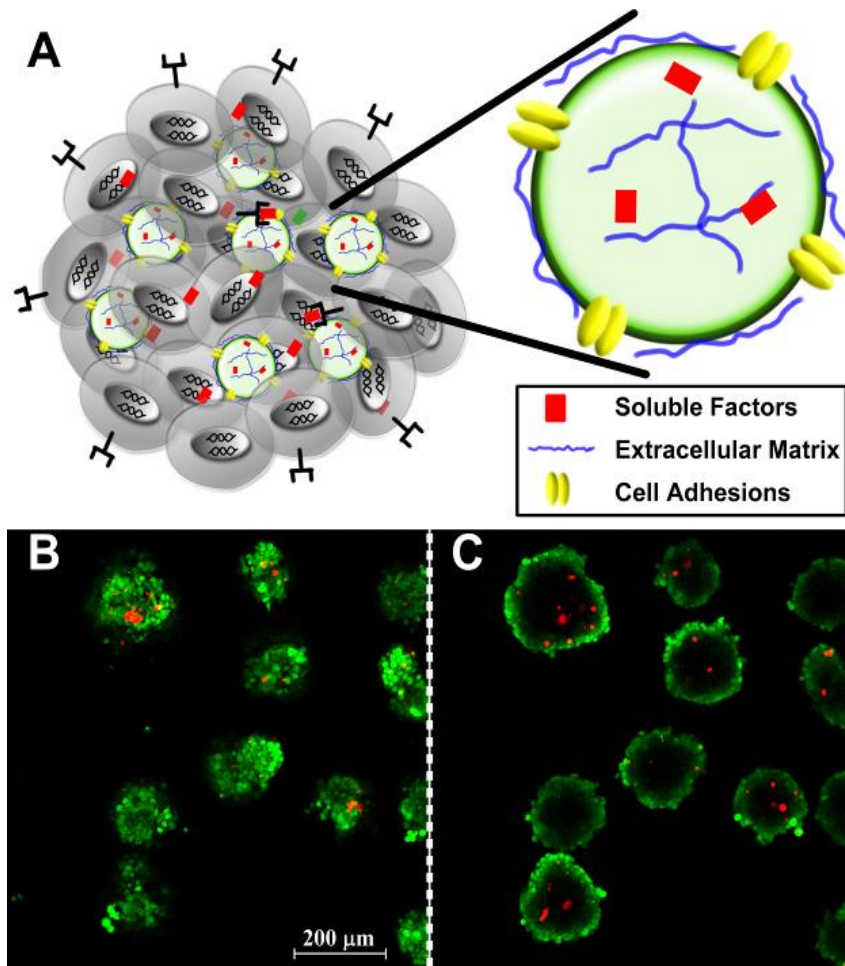 A
Soluble Factors
Extracellular Matrix
Cell Adhesions
B
C
200 μm